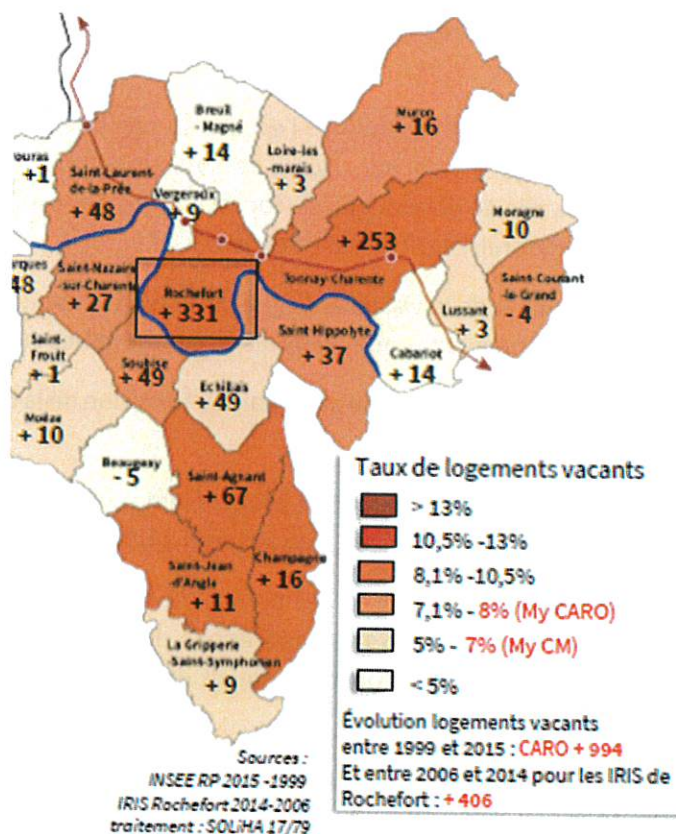 Breuil
- Magné
+ 14
Muron
+ 16
Loire-les
-marais
+ 3
ouras
+1
Saint-Laurent
-de-la-Prée
+ 48
Vergeroux
+ 9
+ 253
Tonnay-Charente
Moragne
- 10
arques
48
Saint-Nazaire
-sur-Charente
+ 27
Rochefort
+ 331
Saint-Coutant
-le-Grand
- 4
Lussant
+ 3
Saint Hippolyte
+ 37
Cabariot
+ 14
Saint-
Froult
+ 1
Soubise
+ 49
Echillais
+ 49
Moëze
+ 10
Beaugeay
- 5
Saint-Agnant
+ 67
Saint-Jean
-d'Angle
+ 11
Champagne
+ 16
La Gripperie
-Saint-Symphorien
+ 9
Taux de logements vacants
> 13%
10,5% -13%
8,1% -10,5%
7,1% - 8% (My CARO)
5% - 7% (My CM)
< 5%
Évolution logements vacants
entre 1999 et 2015 : CARO + 994
Et entre 2006 et 2014 pour les IRIS de
Rochefort : + 406
Sources :
INSEE RP 2015 -1999
IRIS Rochefort 2014-2006
traitement : SOLiHA 17/79